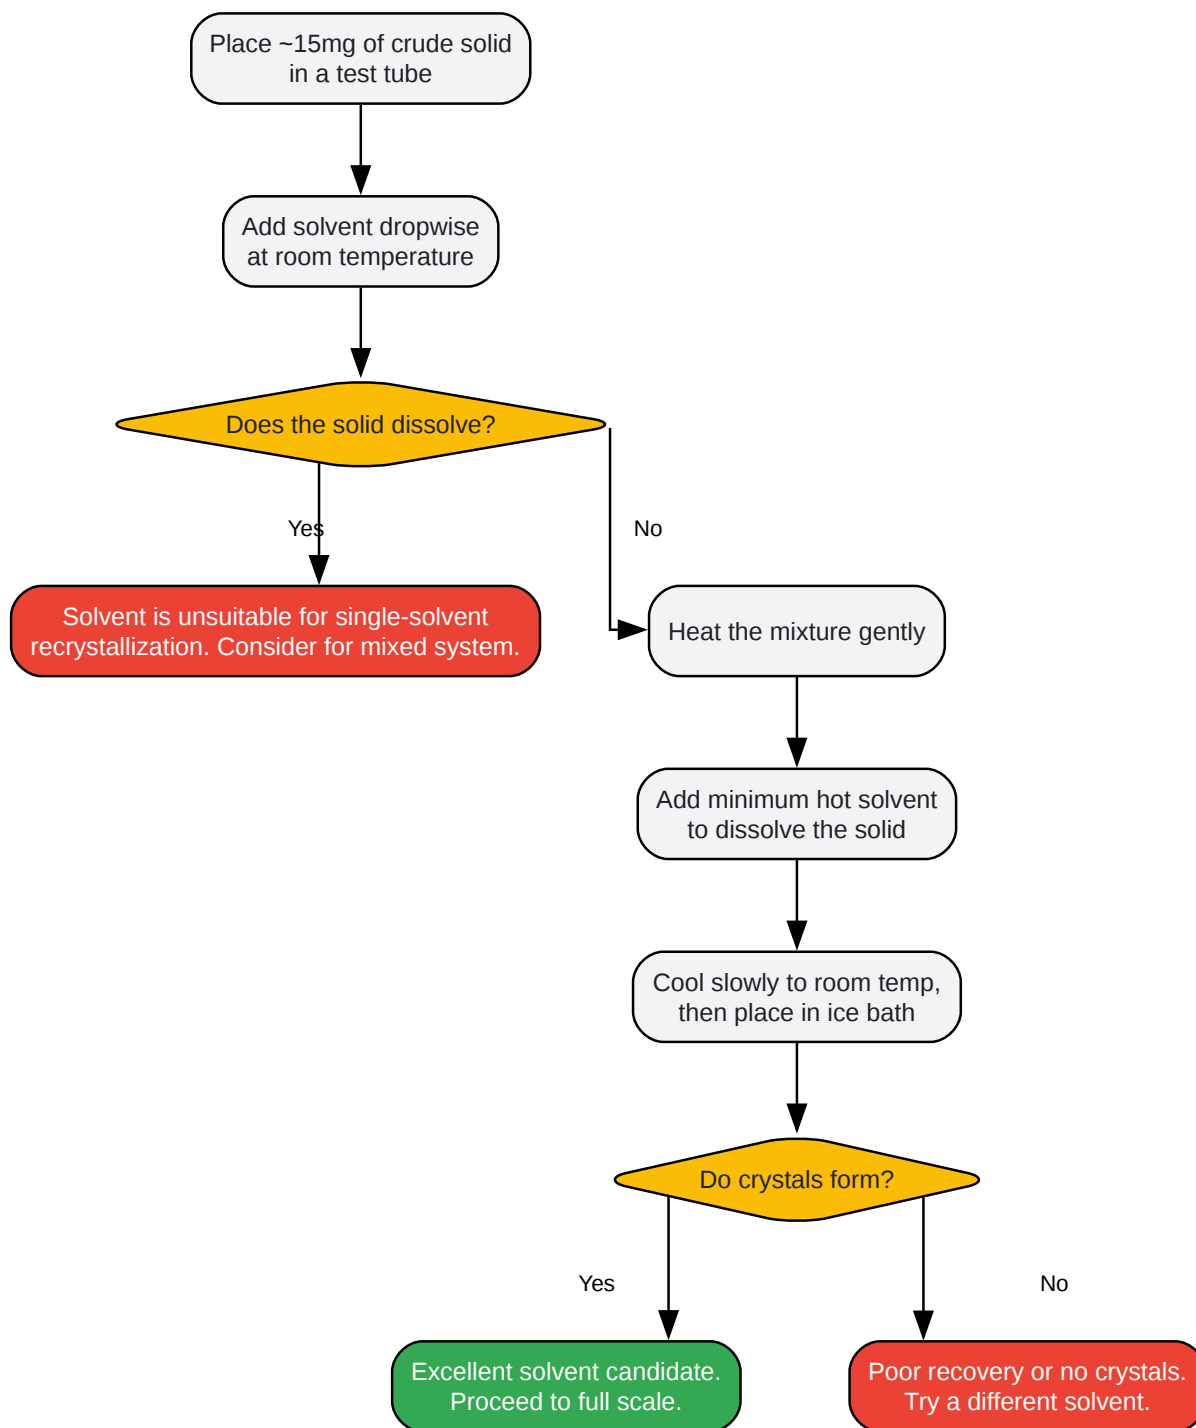 Place ~15mg of crude solid
in a test tube
Add solvent dropwise
at room temperature
Does the solid dissolve?
Yes
No
Solvent is unsuitable for single-solvent
recrystallization. Consider for mixed system.
Heat the mixture gently
Add minimum hot solvent
to dissolve the solid
Cool slowly to room temp,
then place in ice bath
Do crystals form?
Yes
No
Excellent solvent candidate.
Proceed to full scale.
Poor recovery or no crystals.
Try a different solvent.